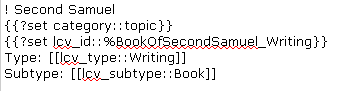 ! Second Samuel
{{?set category::topic}}
{{?set lcv_id::%BookOfSecondSamuel_Writing}}
Type: [[lcv_type::Writing]]
Subtype: [[lcv_subtype::Book]]